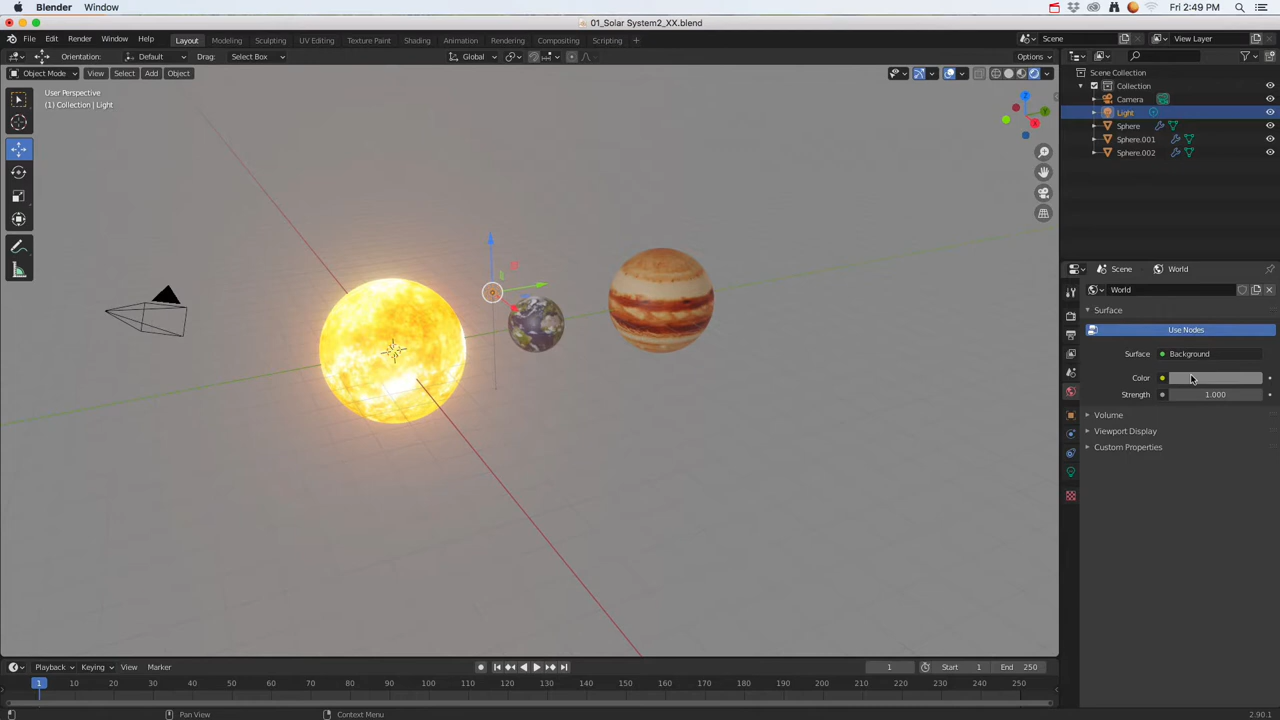 Blender Window Fri 2:49 PM
01_Solar System2_XX.blend
File Edit Render Window Help Layout Modeling Sculpting UV Editing Texture Paint Shading Animation Rendering Compositing Scripting + Scene View Layer
Orientation: Default Drag: Select Box Global Options
Object Mode View Select Add Object
User Perspective
(1) Collection | Light
Scene Collection
Collection
Camera
Light
Sphere
Sphere.001
Sphere.002
Scene World
World
Surface
Use Nodes
Surface Background
Color
Strength 1.000
Volume
Viewport Display
Custom Properties
Playback Keying View Marker 1 Start 1 End 250
1 10 20 30 40 50 60 70 80 90 100 110 120 130 140 150 160 170 180 190 200 210 220 230 240 250
Pan View Context Menu 2.90.1